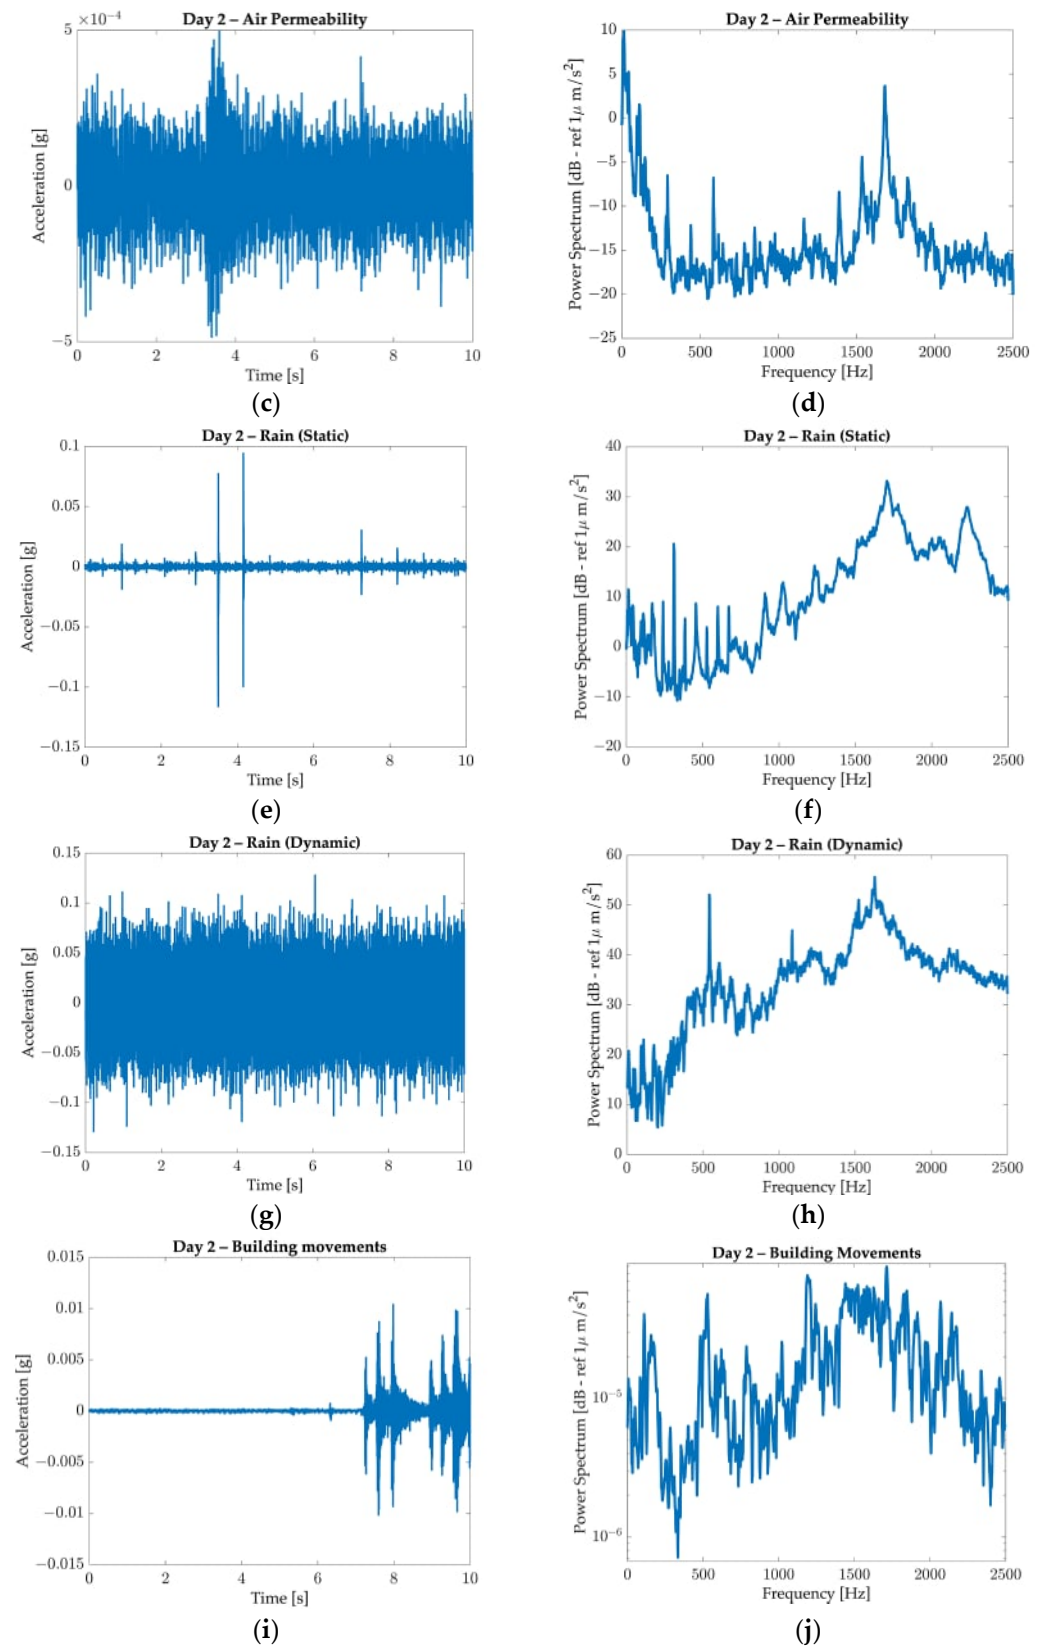 Day 2 – Air Permeability
×10−4
5
0
−5
Acceleration [g]
0 2 4 6 8 10
Time [s]
(c)
Day 2 – Air Permeability
10
5
0
−5
−10
−15
−20
−25
Power Spectrum [dB - ref 1μ m/s2]
0 500 1000 1500 2000 2500
Frequency [Hz]
(d)
Day 2 – Rain (Static)
0.1
0.05
0
−0.05
−0.1
−0.15
Acceleration [g]
0 2 4 6 8 10
Time [s]
(e)
Day 2 – Rain (Static)
40
30
20
10
0
−10
−20
Power Spectrum [dB - ref 1μ m/s2]
0 500 1000 1500 2000 2500
Frequency [Hz]
(f)
Day 2 – Rain (Dynamic)
0.15
0.1
0.05
0
−0.05
−0.1
−0.15
Acceleration [g]
0 2 4 6 8 10
Time [s]
(g)
Day 2 – Rain (Dynamic)
60
50
40
30
20
10
0
Power Spectrum [dB - ref 1μ m/s2]
0 500 1000 1500 2000 2500
Frequency [Hz]
(h)
Day 2 – Building movements
0.015
0.01
0.005
0
−0.005
−0.01
−0.015
Acceleration [g]
0 2 4 6 8 10
Time [s]
(i)
Day 2 – Building Movements
10−5
10−6
Power Spectrum [dB - ref 1μ m/s2]
0 500 1000 1500 2000 2500
Frequency [Hz]
(j)